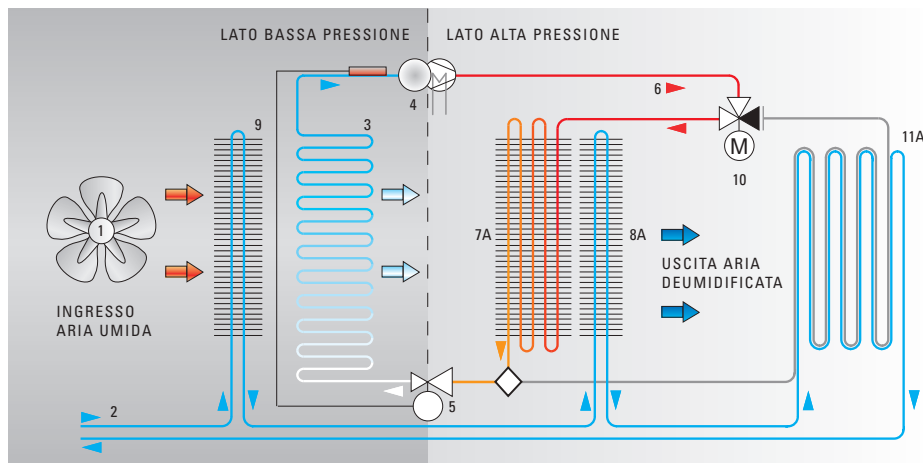 LATO BASSA PRESSIONE
LATO ALTA PRESSIONE
4
M
6
9
3
11A
M
10
1
7A
8A
INGRESSO
ARIA UMIDA
USCITA ARIA
DEUMIDIFICATA
2
5